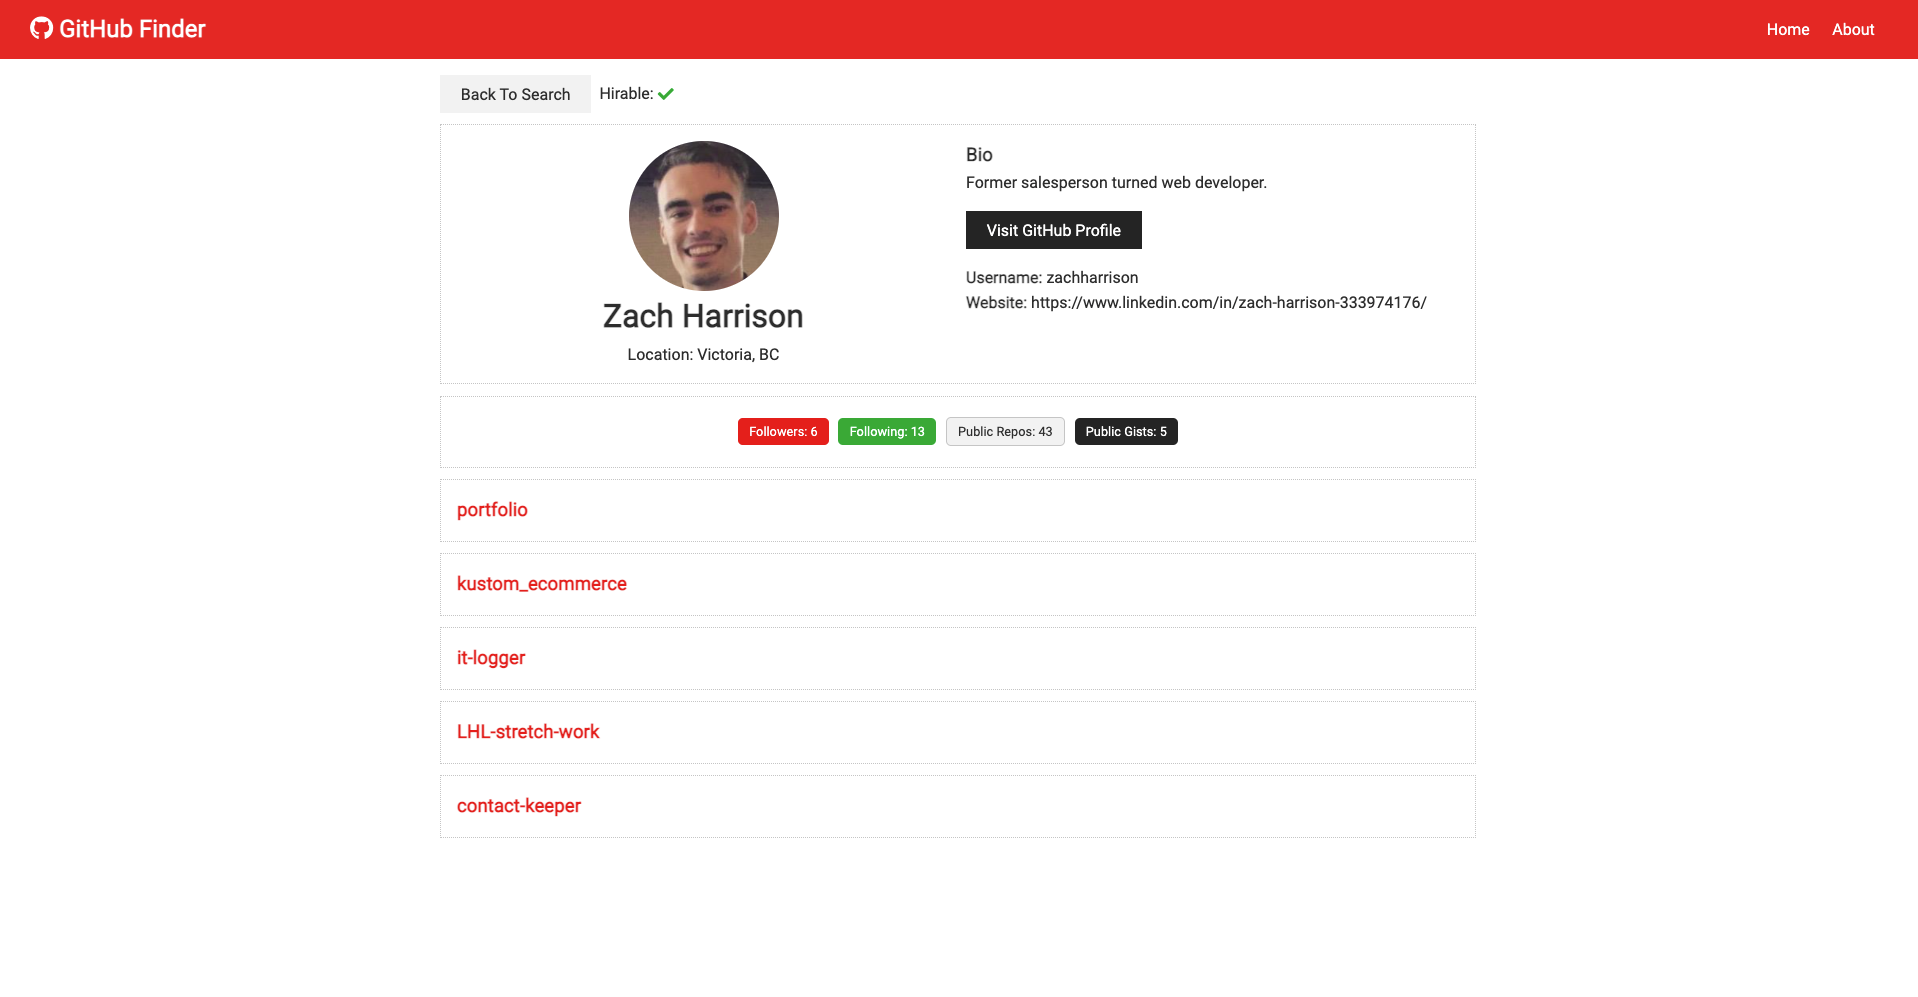 GitHub Finder
Home
About
Back To Search
Hirable:
Zach Harrison
Location: Victoria, BC
Bio
Former salesperson turned web developer.
Visit GitHub Profile
Username: zachharrison
Website: https://www.linkedin.com/in/zach-harrison-333974176/
Followers: 6
Following: 13
Public Repos: 43
Public Gists: 5
portfolio
kustom_ecommerce
it-logger
LHL-stretch-work
contact-keeper